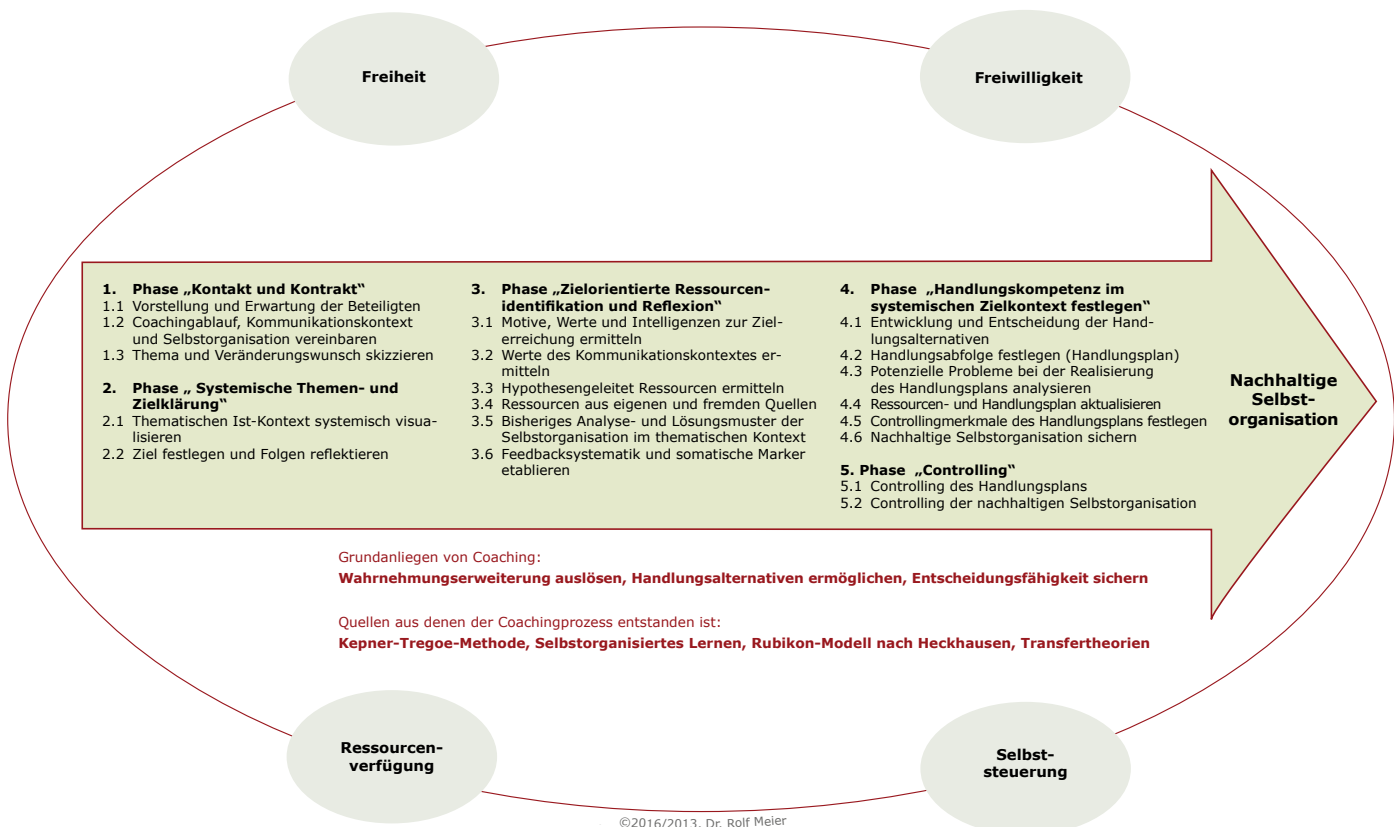 Freiheit
Freiwilligkeit
1. Phase „Kontakt und Kontrakt“
1.1 Vorstellung und Erwartung der Beteiligten
1.2 Coachingablauf, Kommunikationskontext
und Selbstorganisation vereinbaren
1.3 Thema und Veränderungswunsch skizzieren
2. Phase „ Systemische Themen- und
Zielklärung“
2.1 Thematischen Ist-Kontext systemisch visua-
lisieren
2.2 Ziel festlegen und Folgen reflektieren
3. Phase „Zielorientierte Ressourcen-
identifikation und Reflexion“
3.1 Motive, Werte und Intelligenzen zur Ziel-
erreichung ermitteln
3.2 Werte des Kommunikationskontextes er-
mitteln
3.3 Hypothesengeleitet Ressourcen ermitteln
3.4 Ressourcen aus eigenen und fremden Quellen
3.5 Bisheriges Analyse- und Lösungsmuster der
Selbstorganisation im thematischen Kontext
3.6 Feedbacksystematik und somatische Marker
etablieren
4. Phase „Handlungskompetenz im
systemischen Zielkontext festlegen“
4.1 Entwicklung und Entscheidung der Hand-
lungsalternativen
4.2 Handlungsabfolge festlegen (Handlungsplan)
4.3 Potenzielle Probleme bei der Realisierung
des Handlungsplans analysieren
4.4 Ressourcen- und Handlungsplan aktualisieren
4.5 Controllingmerkmale des Handlungsplans festlegen
4.6 Nachhaltige Selbstorganisation sichern
5. Phase „Controlling“
5.1 Controlling des Handlungsplans
5.2 Controlling der nachhaltigen Selbstorganisation
Nachhaltige
Selbst-
organisation
Grundanliegen von Coaching:
Wahrnehmungserweiterung auslösen, Handlungsalternativen ermöglichen, Entscheidungsfähigkeit sichern
Quellen aus denen der Coachingprozess entstanden ist:
Kepner-Tregoe-Methode, Selbstorganisiertes Lernen, Rubikon-Modell nach Heckhausen, Transfertheorien
Ressourcen-
verfügung
Selbst-
steuerung
©2016/2013, Dr. Rolf Meier